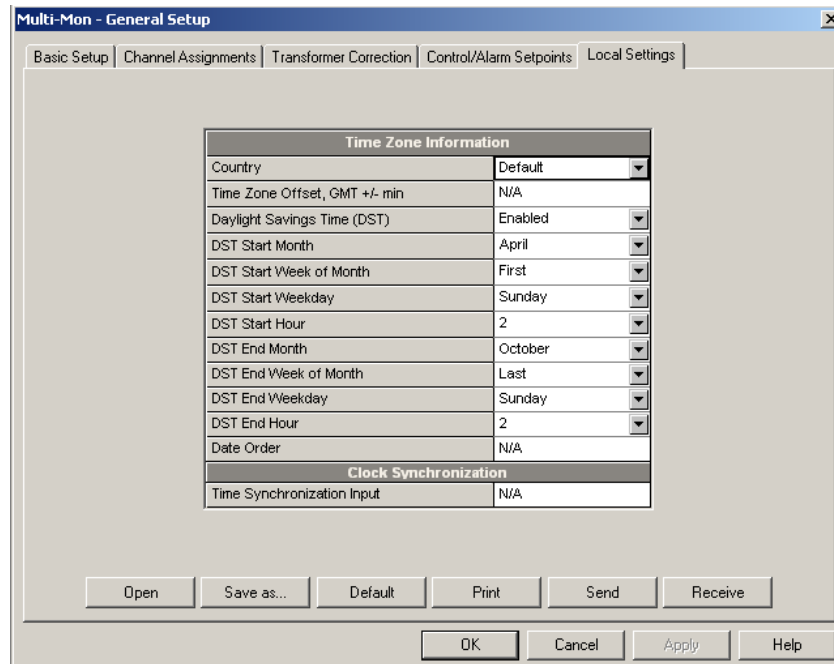 Multi-Mon - General Setup
Basic Setup Channel Assignments Transformer Correction Control/Alarm Setpoints Local Settings
Time Zone Information
Country Default
Time Zone Offset, GMT +/- min N/A
Daylight Savings Time (DST) Enabled
DST Start Month April
DST Start Week of Month First
DST Start Weekday Sunday
DST Start Hour 2
DST End Month October
DST End Week of Month Last
DST End Weekday Sunday
DST End Hour 2
Date Order N/A
Clock Synchronization
Time Synchronization Input N/A
Open Save as... Default Print Send Receive
OK Cancel Apply Help